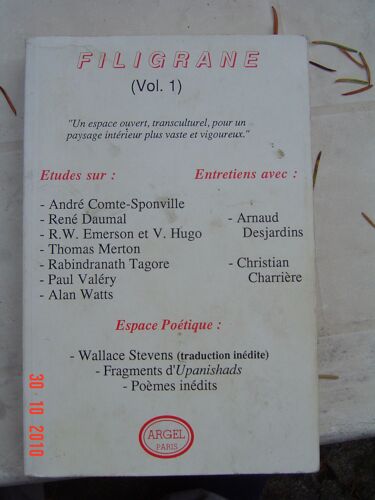 FILIGRANE
(Vol. 1)
"Un espace ouvert, transculturel, pour un
paysage intérieur plus vaste et vigoureux."
Etudes sur :
- André Comte-Sponville
- René Daumal
- R.W. Emerson et V. Hugo
- Thomas Merton
- Rabindranath Tagore
- Paul Valéry
- Alan Watts
Entretiens avec :
- Arnaud
Desjardins
- Christian
Charrière
Espace Poétique :
- Wallace Stevens (traduction inédite)
- Fragments d'Upanishads
- Poèmes inédits
ARGEL
PARIS
30 10 2010